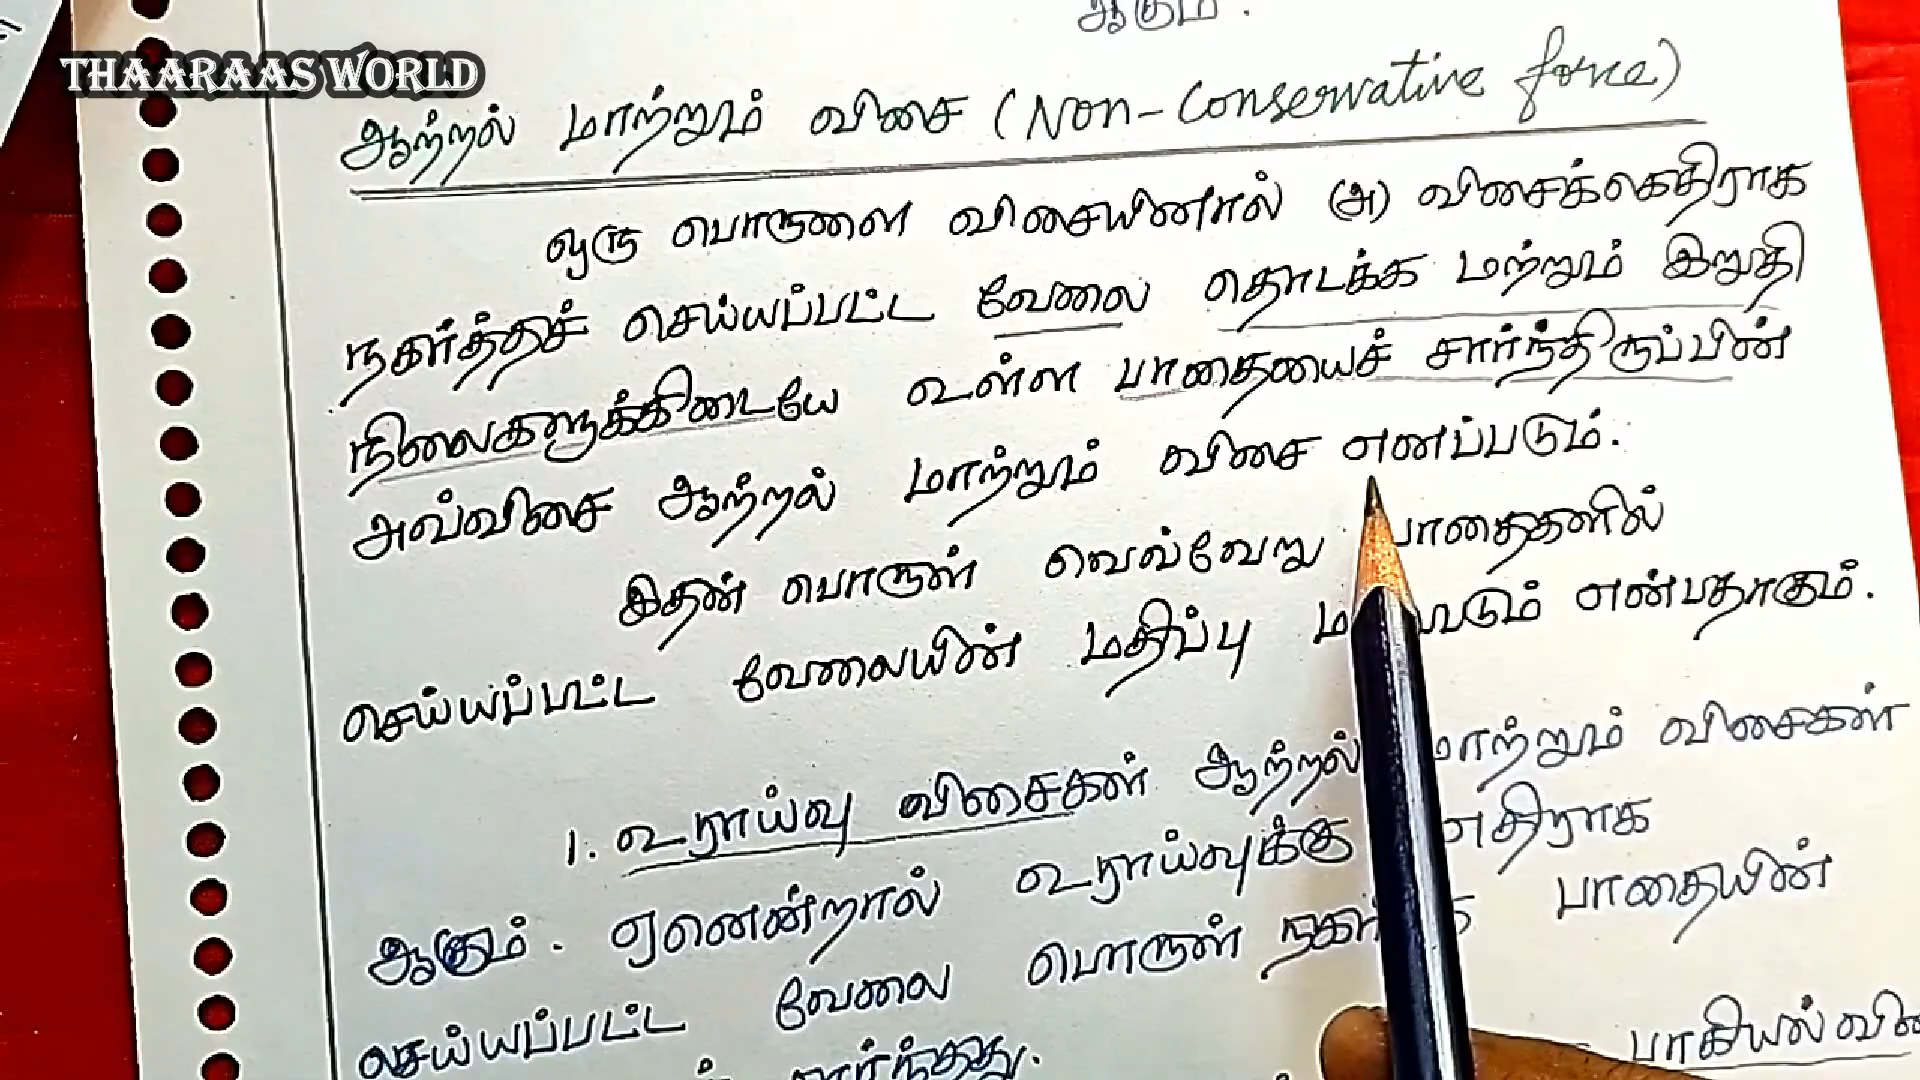 THAARAAS WORLD
ஆகும்.
ஆற்றல் மாற்றும் விசை (Non-Conservative force)
ஒரு பொருளை விசையினால் (அ) விசைக்கெதிராக
நகர்த்தச் செய்யப்பட்ட வேலை தொடக்க மற்றும் இறுதி
நிலைகளுக்கிடையே உள்ள பாதையைச் சார்ந்திருப்பின்
அவ்விசை ஆற்றல் மாற்றும் விசை எனப்படும்.
இதன் பொருள் வெவ்வேறு பாதைகளில்
செய்யப்பட்ட வேலையின் மதிப்பு என்பதாகும்.
1. உராய்வு விசைகள் ஆற்றல் மாற்றும் விசைகள்
ஆகும். ஏனென்றால் உராய்வுக்கு எதிராக
செய்யப்பட்ட வேலை பொருள் பாதையின்
சார்ந்தது.